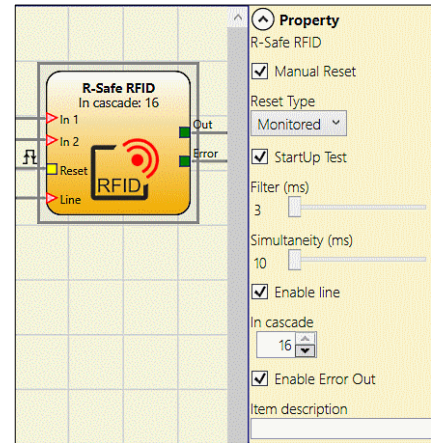 R-Safe RFID
In cascade: 16
In 1
In 2
Reset
Line
Out
Error
RFID
Property
R-Safe RFID
Manual Reset
Reset Type
Monitored
StartUp Test
Filter (ms)
3
Simultaneity (ms)
10
Enable line
In cascade
16
Enable Error Out
Item description